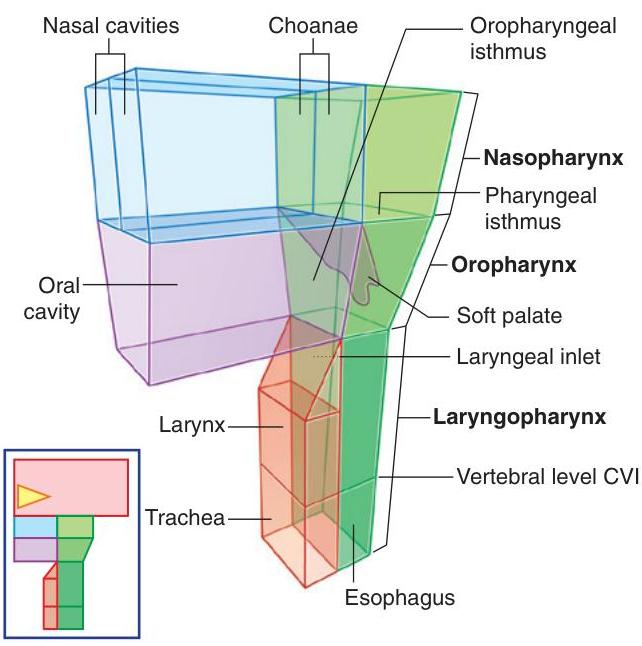 Nasal cavities
Choanae
Oropharyngeal
isthmus
Nasopharynx
Pharyngeal
isthmus
Oropharynx
Oral
cavity
Soft palate
Laryngeal inlet
Larynx
Laryngopharynx
Vertebral level CVI
Trachea
Esophagus